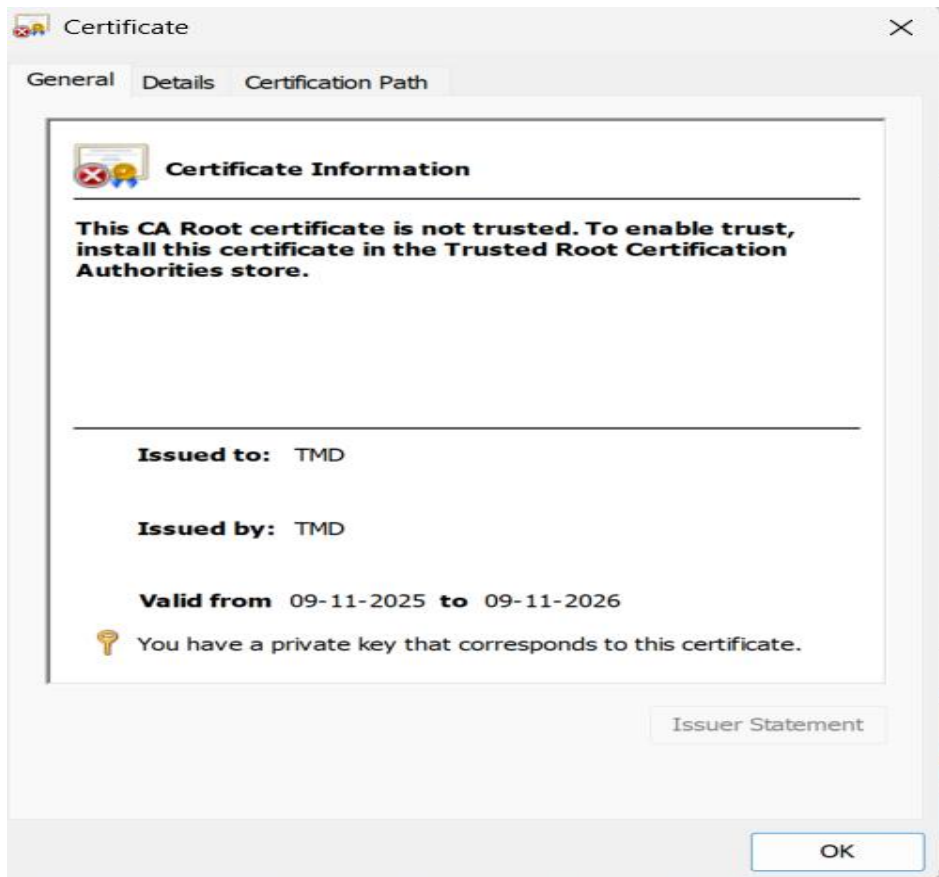 Certificate
General Details Certification Path
Certificate Information
This CA Root certificate is not trusted. To enable trust,
install this certificate in the Trusted Root Certification
Authorities store.
Issued to: TMD
Issued by: TMD
Valid from 09-11-2025 to 09-11-2026
You have a private key that corresponds to this certificate.
Issuer Statement
OK